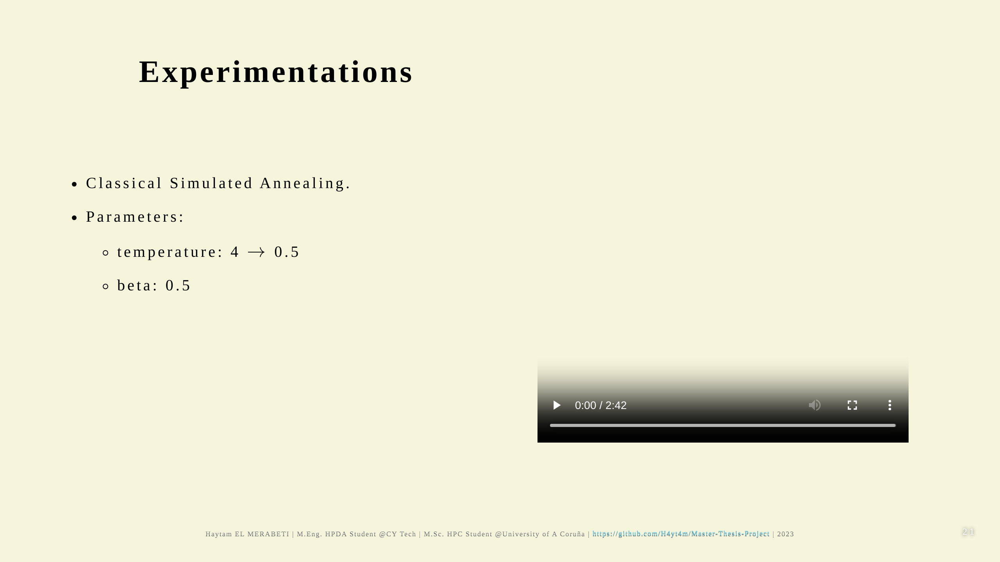 Experimentations
Classical Simulated Annealing.
Parameters:
temperature: 4 → 0.5
beta: 0.5
0:00 / 2:42
Haytam EL MERABETI | M.Eng. HPDA Student @CY Tech | M.Sc. HPC Student @University of A Coruña | https://github.com/H4yt4m/Master-Thesis-Project | 2023
21